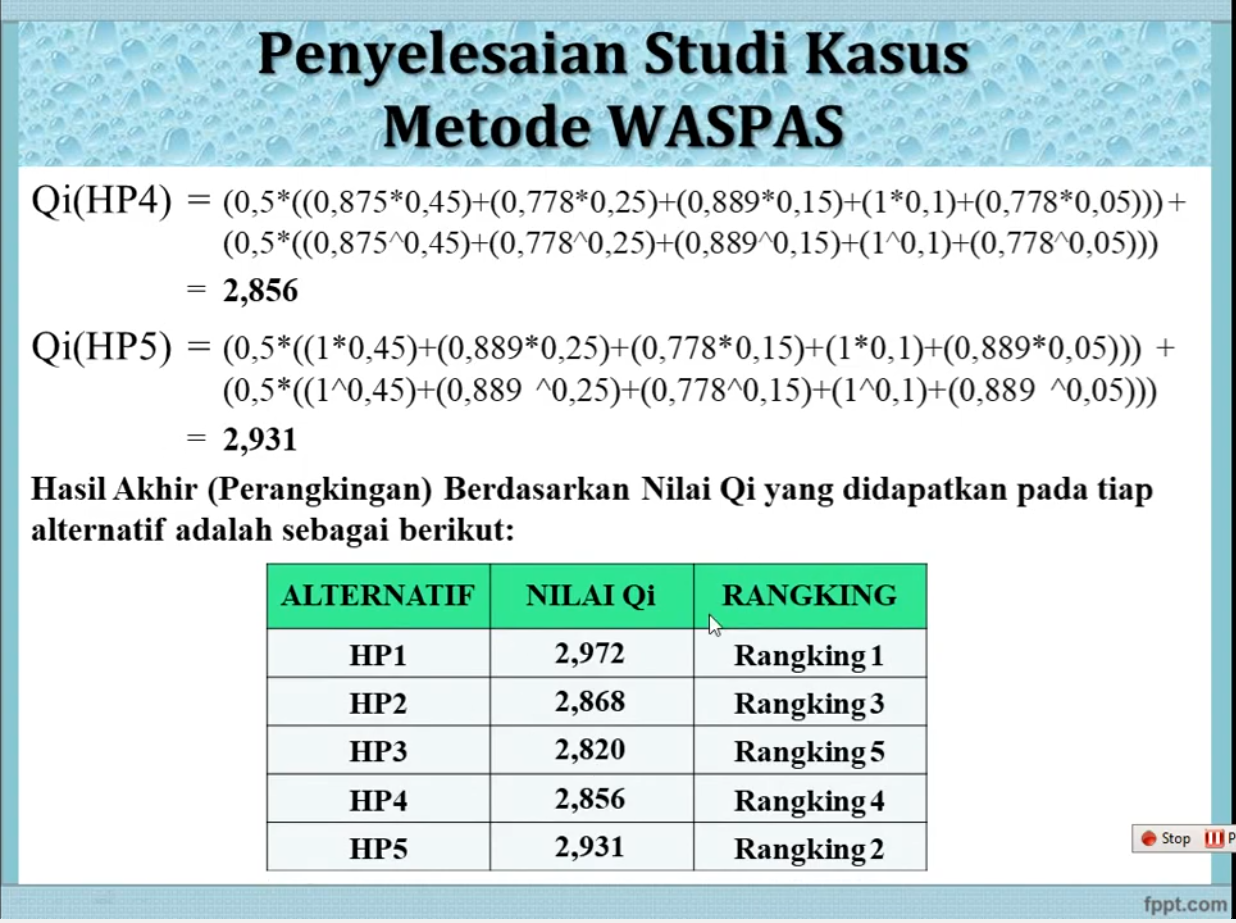 Penyelesaian Studi Kasus
Metode WASPAS
Qi(HP4) = (0,5*((0,875*0,45)+(0,778*0,25)+(0,889*0,15)+(1*0,1)+(0,778*0,05))) +
(0,5*((0,875^0,45)+(0,778^0,25)+(0,889^0,15)+(1^0,1)+(0,778^0,05)))
= 2,856
Qi(HP5) = (0,5*((1*0,45)+(0,889*0,25)+(0,778*0,15)+(1*0,1)+(0,889*0,05))) +
(0,5*((1^0,45)+(0,889 ^0,25)+(0,778^0,15)+(1^0,1)+(0,889 ^0,05)))
= 2,931
Hasil Akhir (Perangkingan) Berdasarkan Nilai Qi yang didapatkan pada tiap
alternatif adalah sebagai berikut:
ALTERNATIF NILAI Qi RANGKING
HP1 2,972 Rangking 1
HP2 2,868 Rangking 3
HP3 2,820 Rangking 5
HP4 2,856 Rangking 4
HP5 2,931 Rangking 2
Stop P
fppt.com